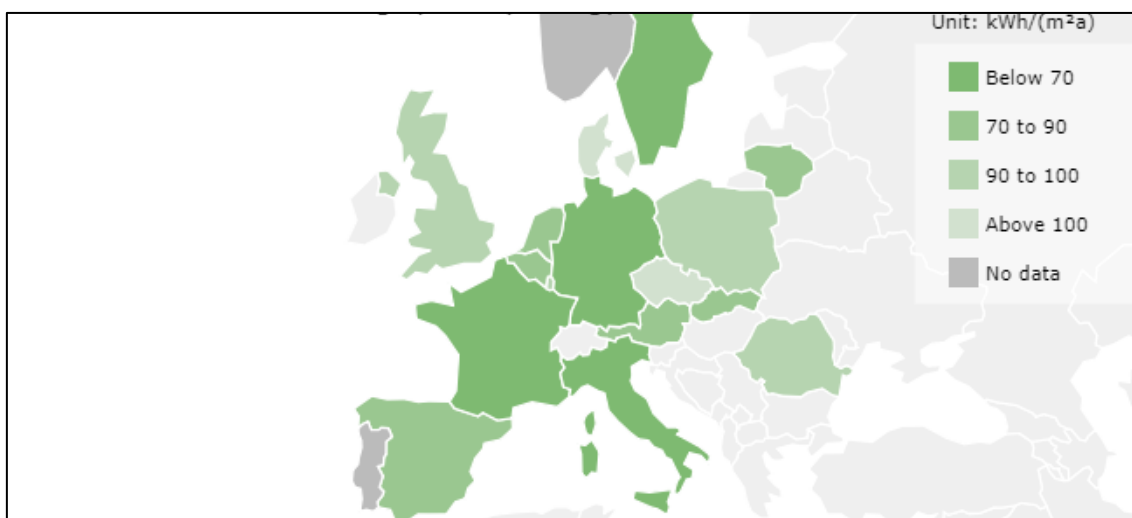 Unit: kWh/(m²a)
Below 70
70 to 90
90 to 100
Above 100
No data